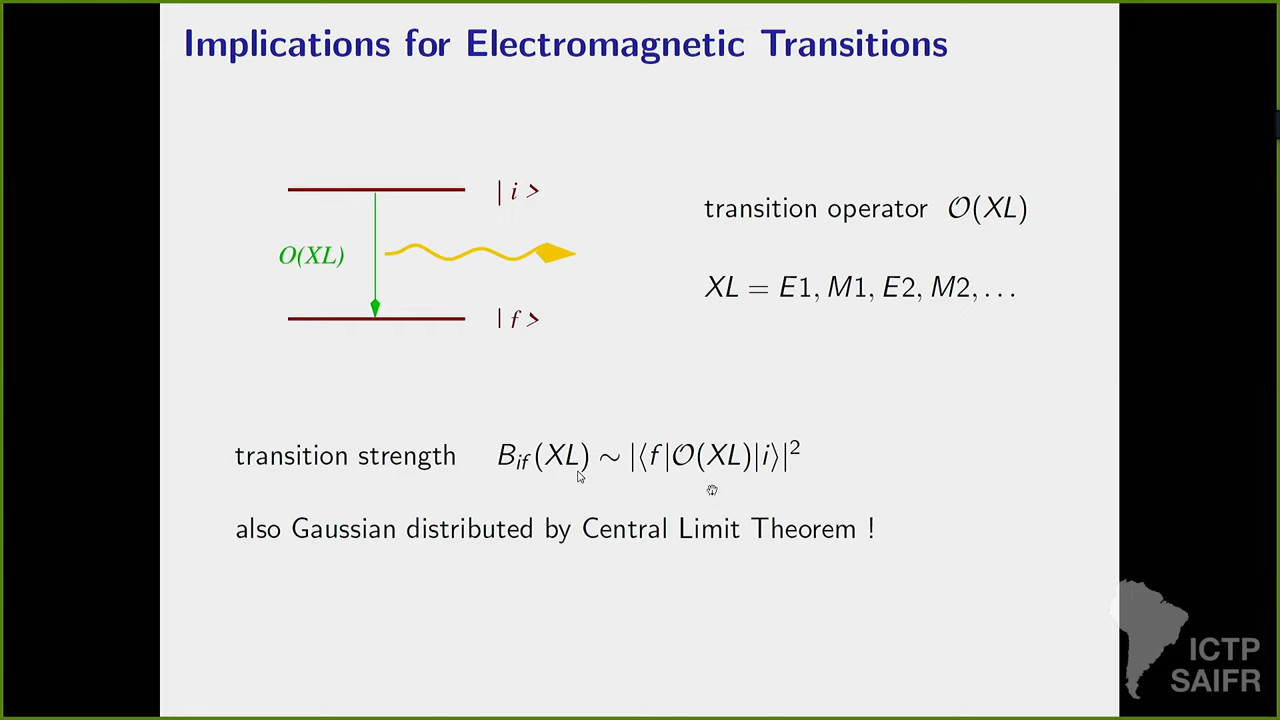 Implications for Electromagnetic Transitions
| i >
transition operator 𝒪(XL)
O(XL)
XL = E1, M1, E2, M2, . . .
| f >
transition strength B_if(XL) ∼ |⟨f|𝒪(XL)|i⟩|²
also Gaussian distributed by Central Limit Theorem !
ICTP
SAIFR